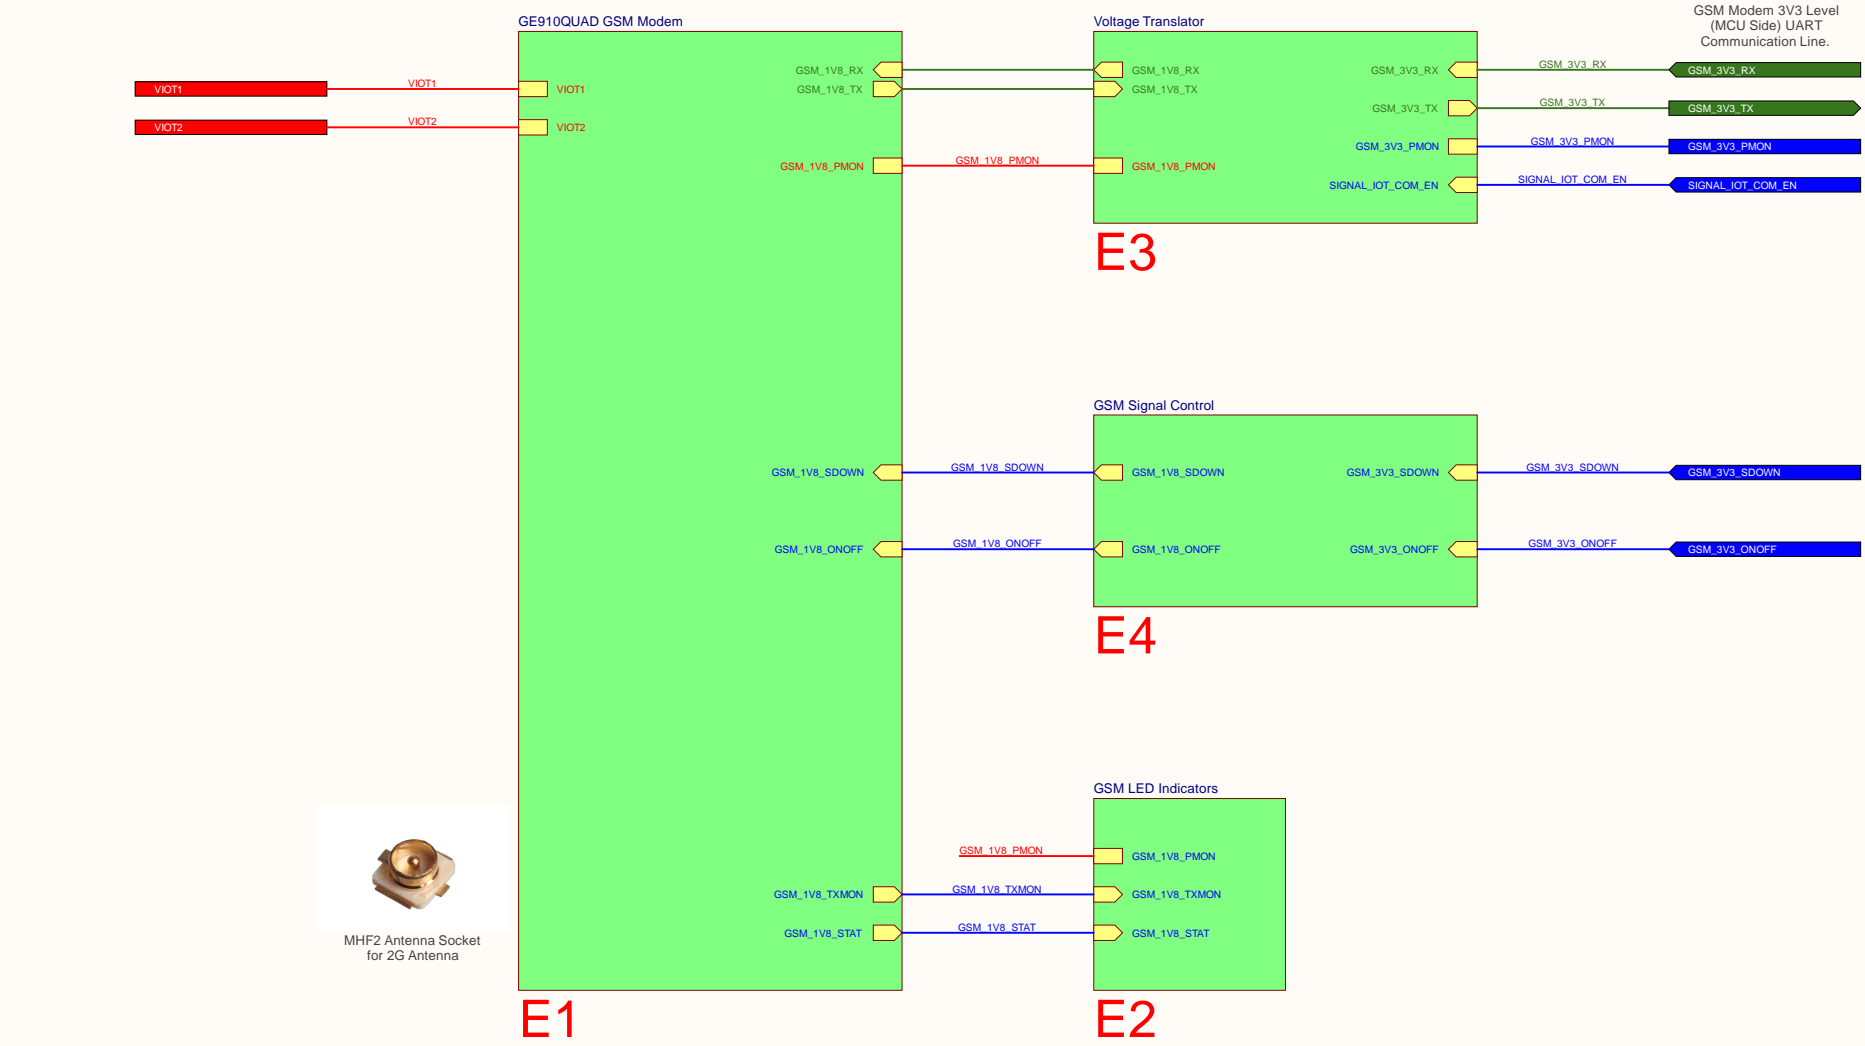 GE910QUAD GSM Modem
Voltage Translator
GSM Modem 3V3 Level
(MCU Side) UART
Communication Line.
VIOT1
VIOT1
VIOT1
VIOT2
VIOT2
VIOT2
GSM_1V8_RX
GSM_1V8_TX
GSM_1V8_PMON
GSM_1V8_PMON
GSM_1V8_RX
GSM_1V8_TX
GSM_1V8_PMON
GSM_3V3_RX
GSM_3V3_TX
GSM_3V3_PMON
SIGNAL_IOT_COM_EN
GSM_3V3_RX
GSM_3V3_TX
GSM_3V3_PMON
SIGNAL_IOT_COM_EN
GSM_3V3_RX
GSM_3V3_TX
GSM_3V3_PMON
SIGNAL_IOT_COM_EN
E3
GSM Signal Control
GSM_1V8_SDOWN
GSM_1V8_SDOWN
GSM_1V8_SDOWN
GSM_3V3_SDOWN
GSM_3V3_SDOWN
GSM_3V3_SDOWN
GSM_1V8_ONOFF
GSM_1V8_ONOFF
GSM_1V8_ONOFF
GSM_3V3_ONOFF
GSM_3V3_ONOFF
GSM_3V3_ONOFF
E4
GSM LED Indicators
GSM_1V8_PMON
GSM_1V8_PMON
GSM_1V8_TXMON
GSM_1V8_TXMON
GSM_1V8_TXMON
GSM_1V8_STAT
GSM_1V8_STAT
GSM_1V8_STAT
MHF2 Antenna Socket
for 2G Antenna
E1
E2